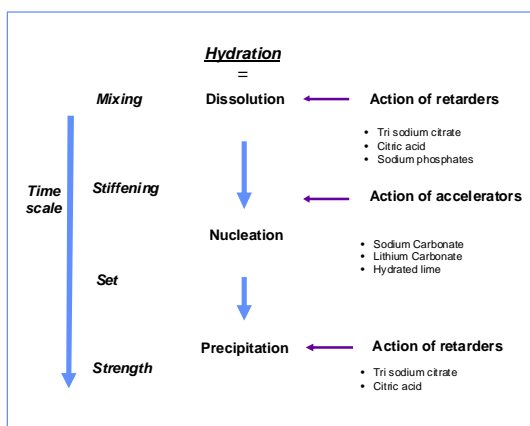 Hydration
=
Mixing
Dissolution
Action of retarders
• Tri sodium citrate
• Citric acid
• Sodium phosphates
Time
scale
Stiffening
Action of accelerators
Nucleation
• Sodium Carbonate
• Lithium Carbonate
• Hydrated lime
Set
Precipitation
Action of retarders
Strength
• Tri sodium citrate
• Citric acid